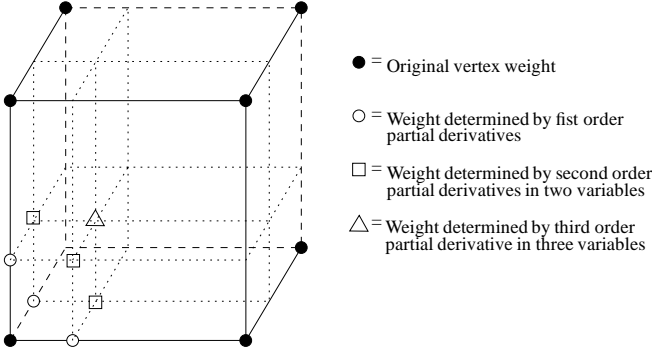 = Original vertex weight
= Weight determined by fist order
partial derivatives
= Weight determined by second order
partial derivatives in two variables
= Weight determined by third order
partial derivative in three variables